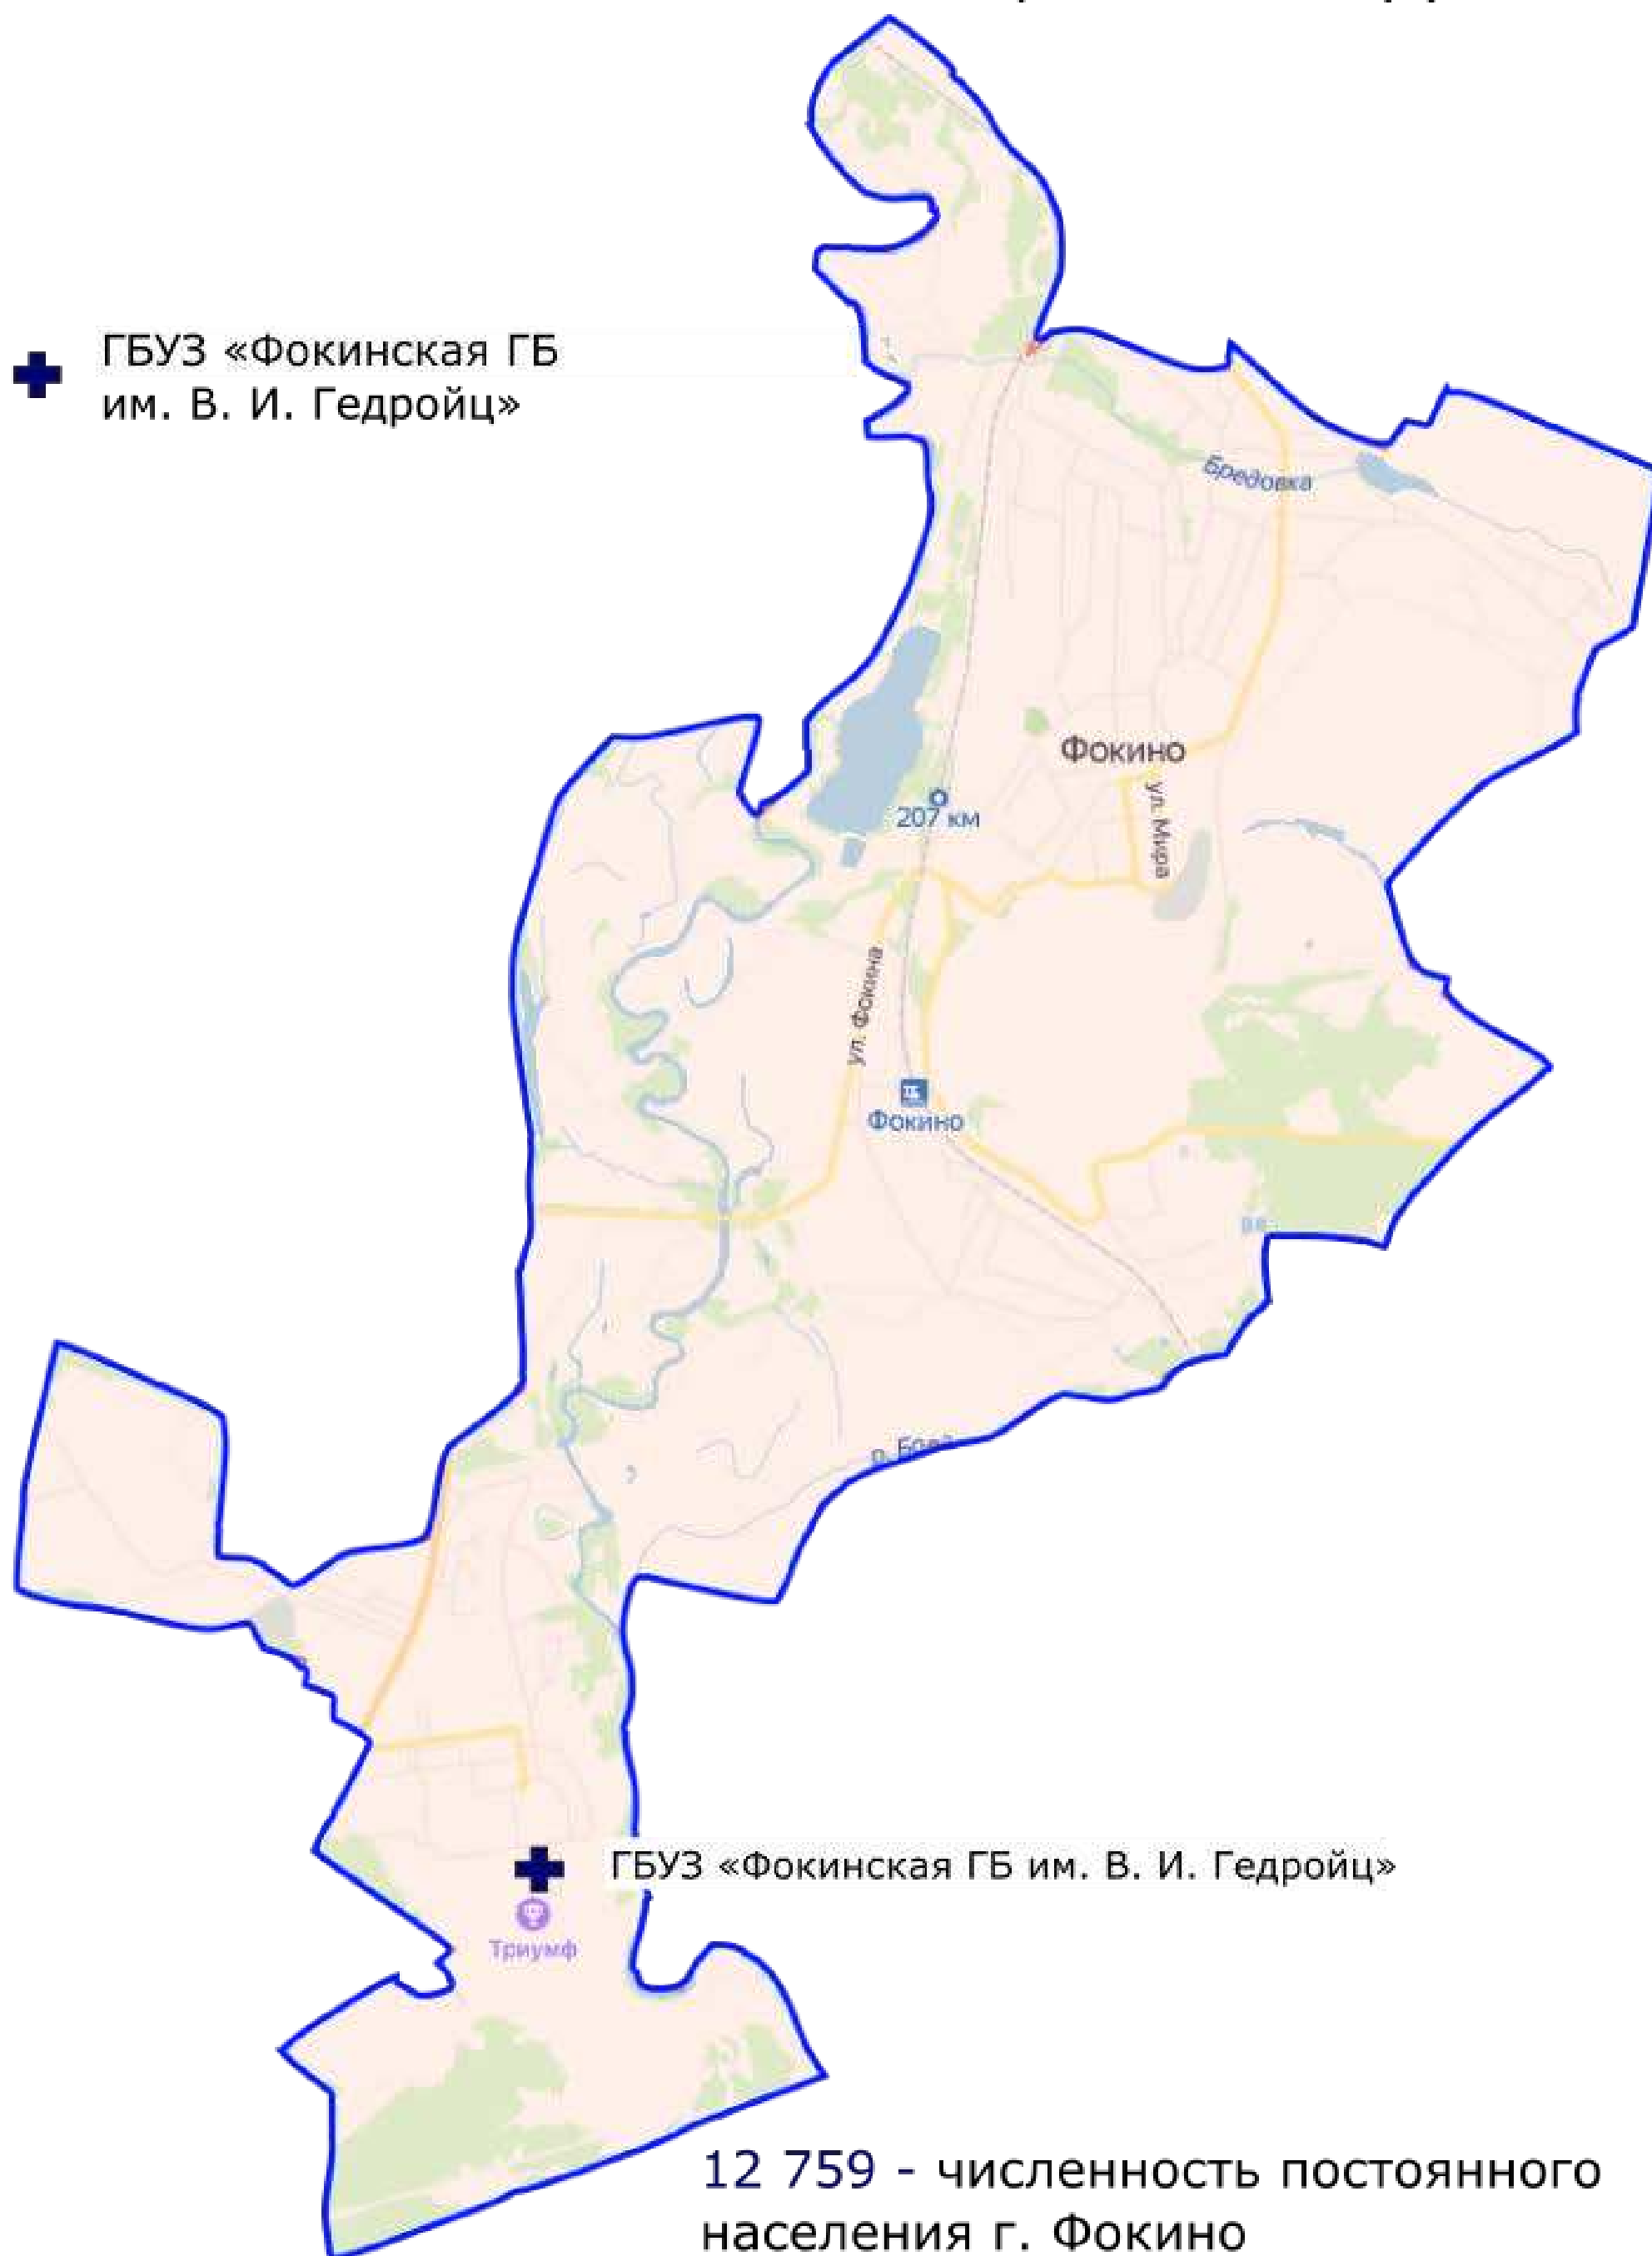 ГБУЗ «Фокинская ГБ
им. В. И. Гедройц»
Бредовка
Фокино
ул. Мира
207 км
ул. Фокина
Фокино
р.
ГБУЗ «Фокинская ГБ им. В. И. Гедройц»
Триумф
12 759 - численность постоянного
населения г. Фокино